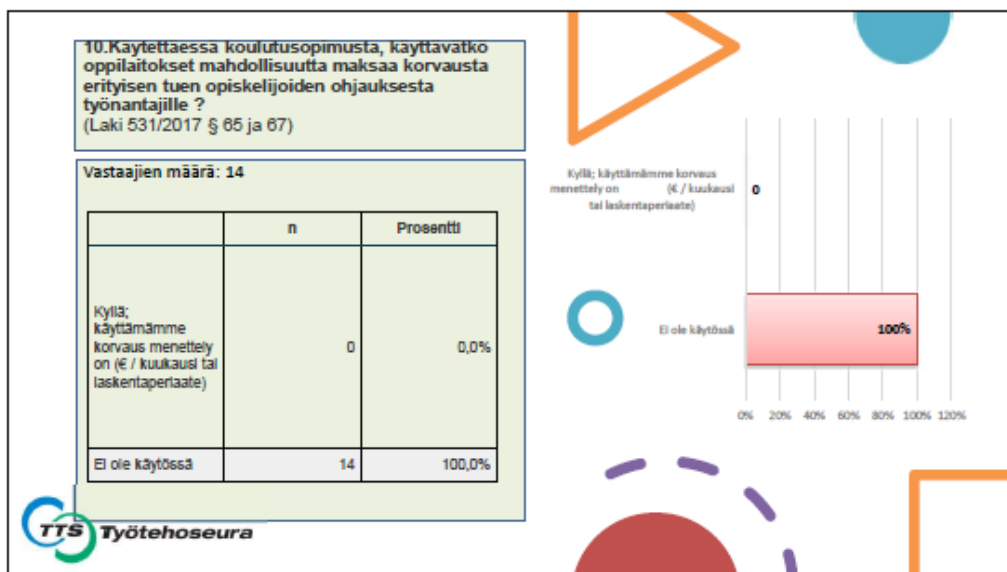 10.Käytettäessä koulutusopimusta, käyttävätkö
oppilaitokset mahdollisuutta maksaa korvausta
erityisen tuen opiskelijoiden ohjauksesta
työnantajille ?
(Laki 531/2017 § 65 ja 67)
Vastaajien määrä: 14
n Prosentti
Kyllä;
käyttämämme
korvaus menettely
on (€ / kuukausi tai
laskentaperiaate)
0 0,0%
Ei ole käytössä 14 100,0%
TTS Työtehoseura
Kyllä; käyttämämme korvaus
menettely on (€ / kuukausi
tai laskentaperiaate)
0
Ei ole käytössä 100%
0% 20% 40% 60% 80% 100% 120%